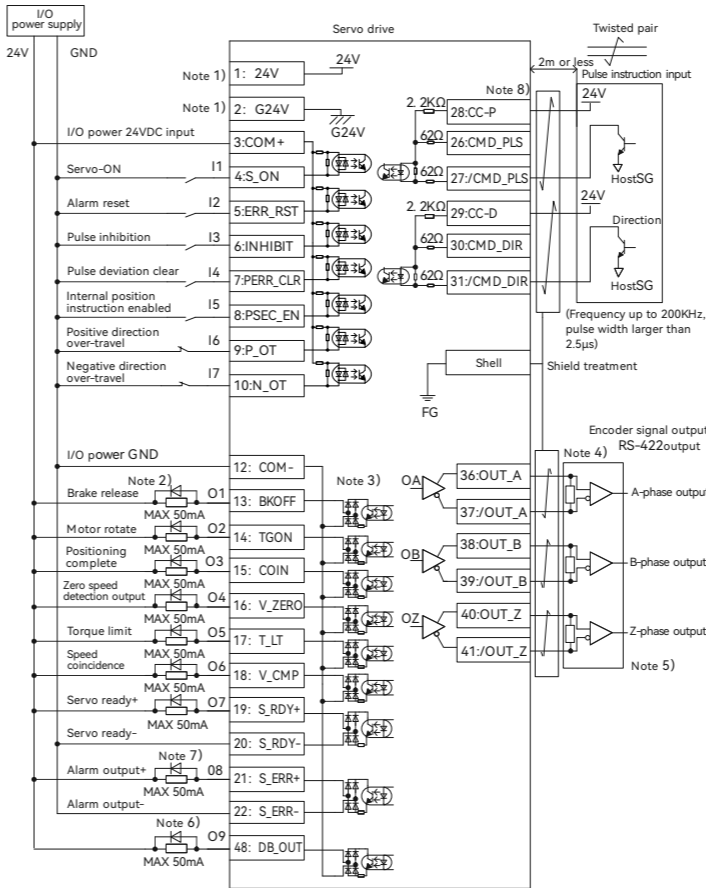 I/O
power supply
24V
GND
Servo drive
Note 1)
1: 24V
24V
Note 1)
2: G24V
G24V
I/O power 24VDC input
3:COM+
Servo-ON
I1
4:S_ON
Alarm reset
I2
5:ERR_RST
Pulse inhibition
I3
6:INHIBIT
Pulse deviation clear
I4
7:PERR_CLR
Internal position
instruction enabled
I5
8:PSEC_EN
Positive direction
over-travel
I6
9:P_OT
Negative direction
over-travel
I7
10:N_OT
Twisted pair
2m or less
Pulse instruction input
Note 8)
2. 2KΩ
28:CC-P
24V
62Ω
26:CMD_PLS
62Ω
27:/CMD_PLS
HostSG
2. 2KΩ
29:CC-D
24V
62Ω
30:CMD_DIR
Direction
62Ω
31:/CMD_DIR
HostSG
(Frequency up to 200KHz,
pulse width larger than
2.5μs)
Shell
Shield treatment
FG
I/O power GND
12: COM-
Note 2)
Note 3)
Brake release
O1
13: BKOFF
MAX 50mA
Motor rotate
O2
14: TGON
MAX 50mA
Positioning
complete
O3
15: COIN
MAX 50mA
Zero speed
detection output
O4
16: V_ZERO
MAX 50mA
Torque limit
O5
17: T_LT
MAX 50mA
Speed
coincidence
O6
18: V_CMP
MAX 50mA
Servo ready+
O7
19: S_RDY+
MAX 50mA
Servo ready-
20: S_RDY-
Note 7)
Alarm output+
08
21: S_ERR+
MAX 50mA
Alarm output-
22: S_ERR-
Note 6)
O9
48: DB_OUT
MAX 50mA
Encoder signal output
RS-422output
Note 4)
OA
36:OUT_A
37:/OUT_A
A-phase output
OB
38:OUT_B
39:/OUT_B
B-phase output
OZ
40:OUT_Z
41:/OUT_Z
Z-phase output
Note 5)